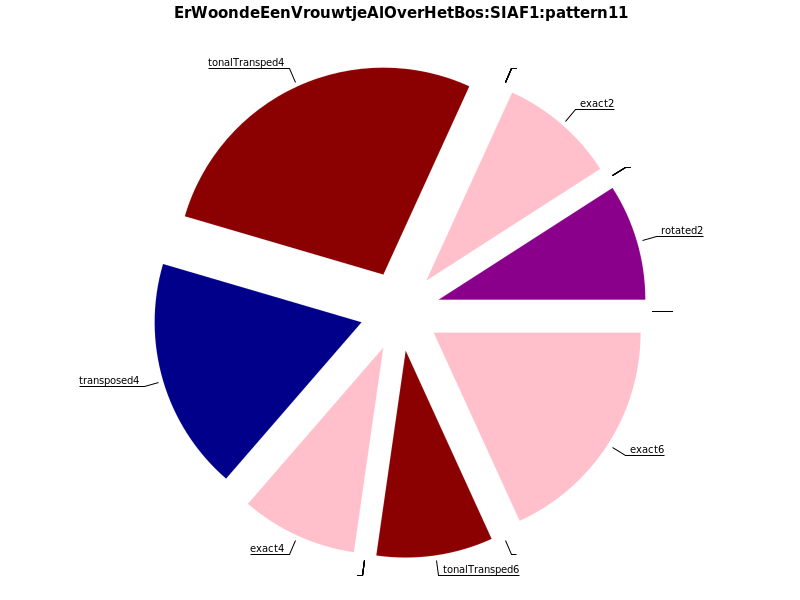 ErWoondeEenVrouwtjeAlOverHetBos:SIAF1:pattern11
tonalTransped4
exact2
rotated2
transposed4
exact6
exact4
tonalTransped6